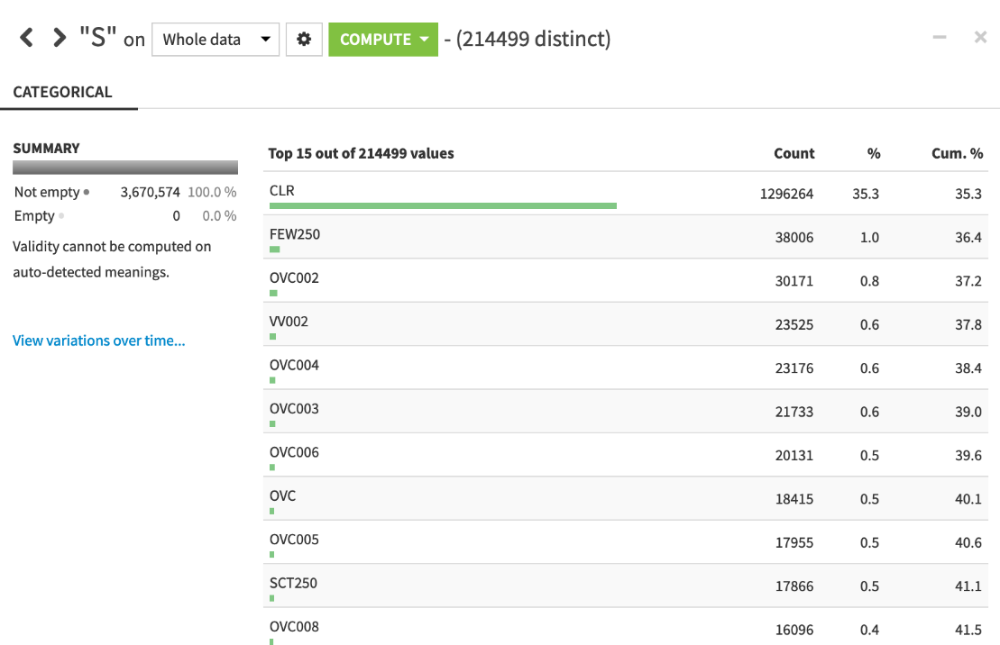 "S" on Whole data COMPUTE - (214499 distinct)
CATEGORICAL
SUMMARY
Not empty 3,670,574 100.0 %
Empty 0 0.0 %
Validity cannot be computed on
auto-detected meanings.
View variations over time...
Top 15 out of 214499 values Count % Cum. %
CLR 1296264 35.3 35.3
FEW250 38006 1.0 36.4
OVC002 30171 0.8 37.2
VV002 23525 0.6 37.8
OVC004 23176 0.6 38.4
OVC003 21733 0.6 39.0
OVC006 20131 0.5 39.6
OVC 18415 0.5 40.1
OVC005 17955 0.5 40.6
SCT250 17866 0.5 41.1
OVC008 16096 0.4 41.5